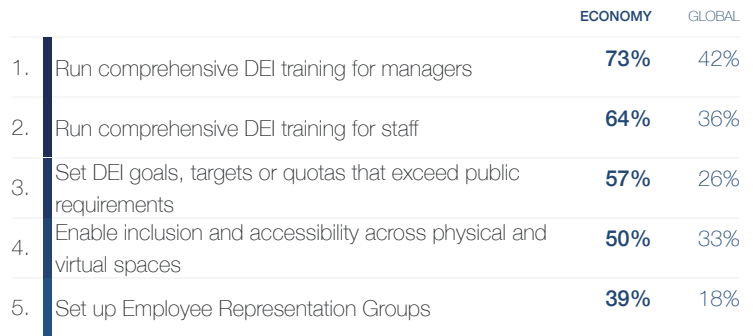 ECONOMY GLOBAL
1. Run comprehensive DEI training for managers 73% 42%
2. Run comprehensive DEI training for staff 64% 36%
3. Set DEI goals, targets or quotas that exceed public requirements 57% 26%
4. Enable inclusion and accessibility across physical and virtual spaces 50% 33%
5. Set up Employee Representation Groups 39% 18%